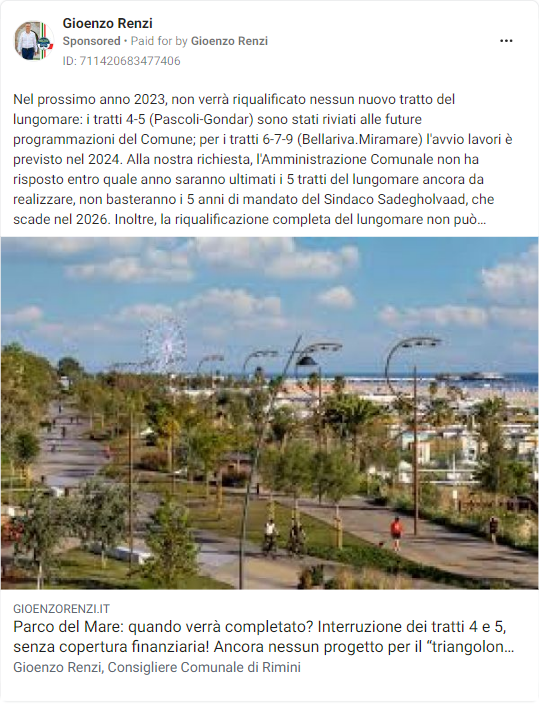 Gioenzo Renzi
Sponsored • Paid for by Gioenzo Renzi
ID: 711420683477406
Nel prossimo anno 2023, non verrà riqualificato nessun nuovo tratto del
lungomare: i tratti 4-5 (Pascoli-Gondar) sono stati riviati alle future
programmazioni del Comune; per i tratti 6-7-9 (Bellariva.Miramare) l'avvio lavori è
previsto nel 2024. Alla nostra richiesta, l'Amministrazione Comunale non ha
risposto entro quale anno saranno ultimati i 5 tratti del lungomare ancora da
realizzare, non basteranno i 5 anni di mandato del Sindaco Sadegholvaad, che
scade nel 2026. Inoltre, la riqualificazione completa del lungomare non può...
GIOENZORENZI.IT
Parco del Mare: quando verrà completato? Interruzione dei tratti 4 e 5,
senza copertura finanziaria! Ancora nessun progetto per il “triangolon...
Gioenzo Renzi, Consigliere Comunale di Rimini